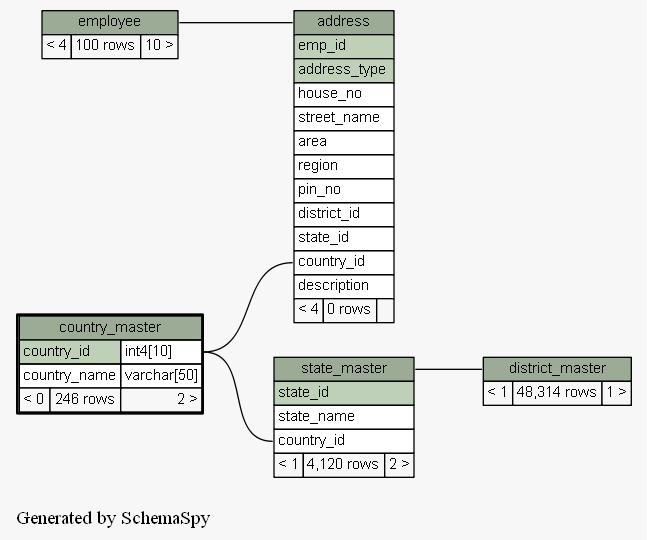 employee
< 4 100 rows 10 >
address
emp_id
address_type
house_no
street_name
area
region
pin_no
district_id
state_id
country_id
description
< 4 0 rows
country_master
country_id int4[10]
country_name varchar[50]
< 0 246 rows 2 >
state_master
state_id
state_name
country_id
< 1 4,120 rows 2 >
district_master
< 1 48,314 rows 1 >
Generated by SchemaSpy